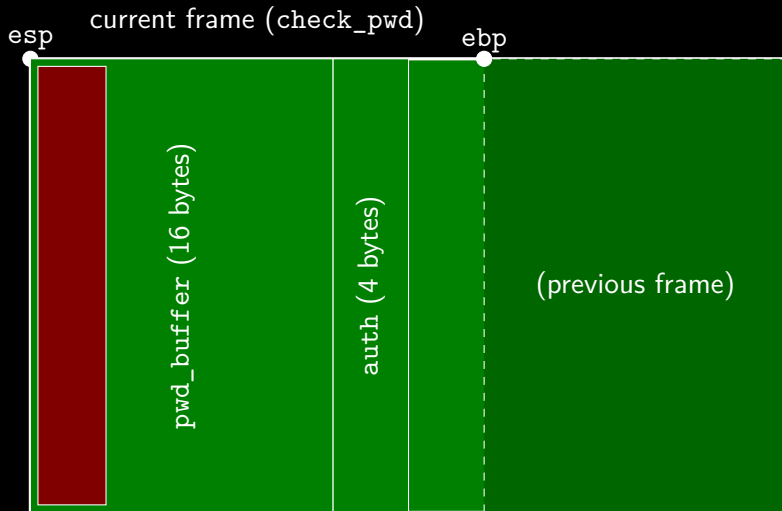 current frame (check_pwd)
esp
ebp
pwd_buffer (16 bytes)
auth (4 bytes)
(previous frame)